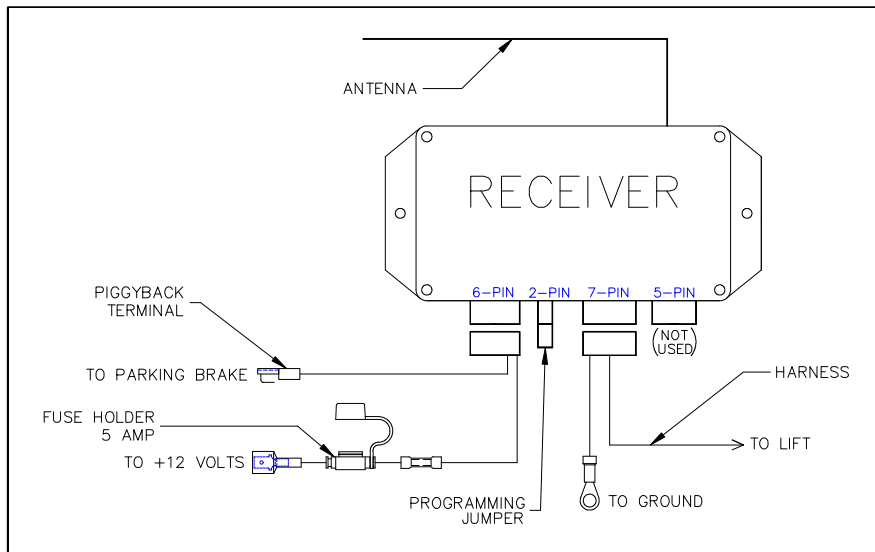 ANTENNA
RECEIVER
6-PIN
2-PIN
7-PIN
5-PIN
(NOT
USED)
PIGGYBACK
TERMINAL
TO PARKING BRAKE
HARNESS
FUSE HOLDER
5 AMP
TO LIFT
TO +12 VOLTS
PROGRAMMING
JUMPER
TO GROUND